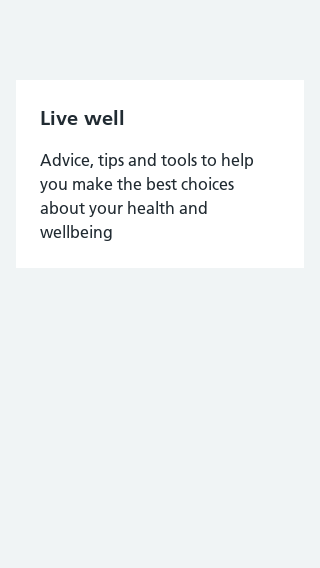 Live well
Advice, tips and tools to help
you make the best choices
about your health and
wellbeing